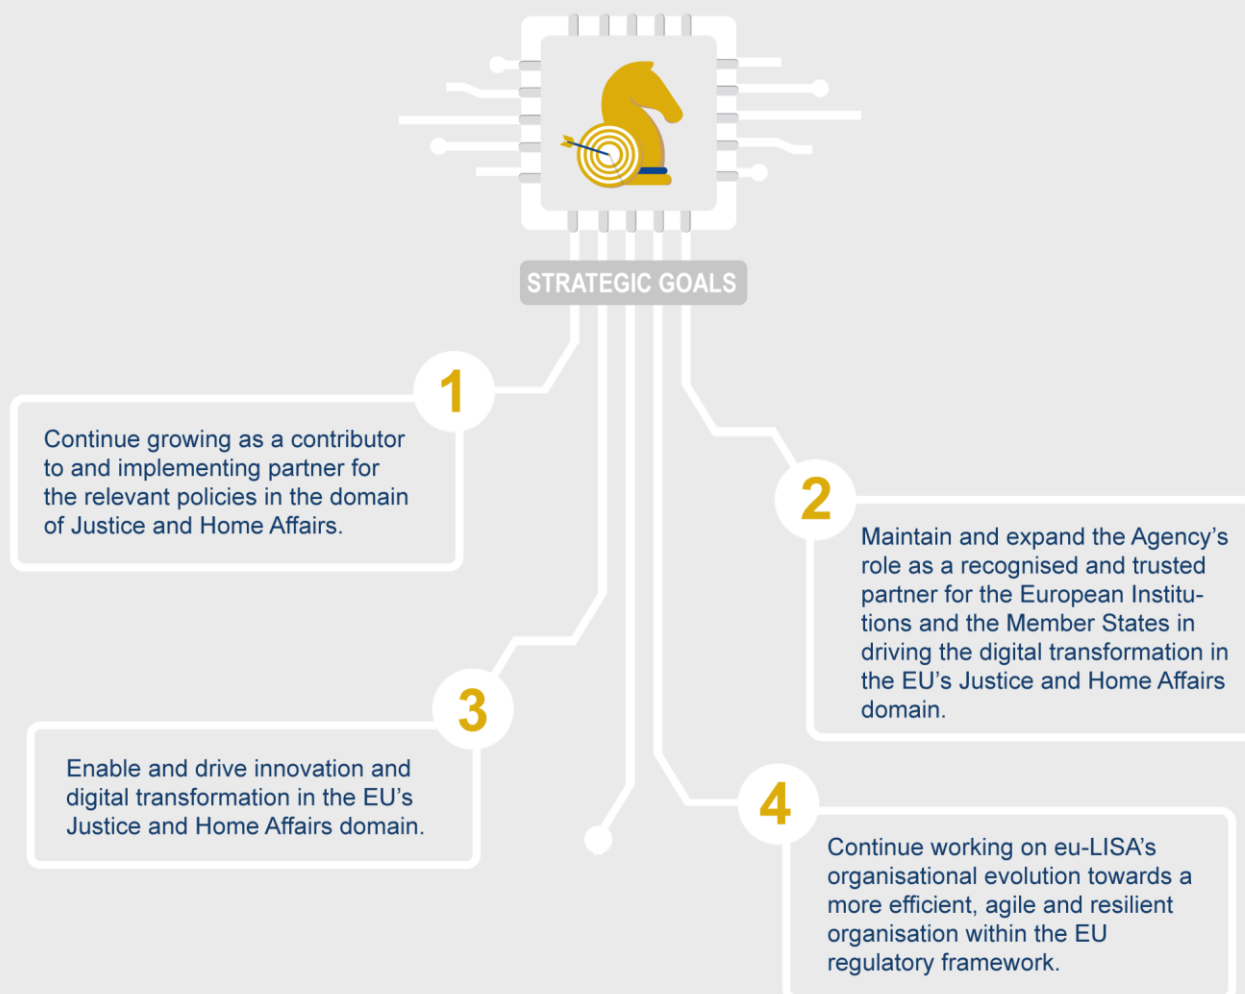 STRATEGIC GOALS
1
Continue growing as a contributor
to and implementing partner for
the relevant policies in the domain
of Justice and Home Affairs.
2
Maintain and expand the Agency’s
role as a recognised and trusted
partner for the European Institu-
tions and the Member States in
driving the digital transformation in
the EU’s Justice and Home Affairs
domain.
3
Enable and drive innovation and
digital transformation in the EU’s
Justice and Home Affairs domain.
4
Continue working on eu-LISA’s
organisational evolution towards a
more efficient, agile and resilient
organisation within the EU
regulatory framework.